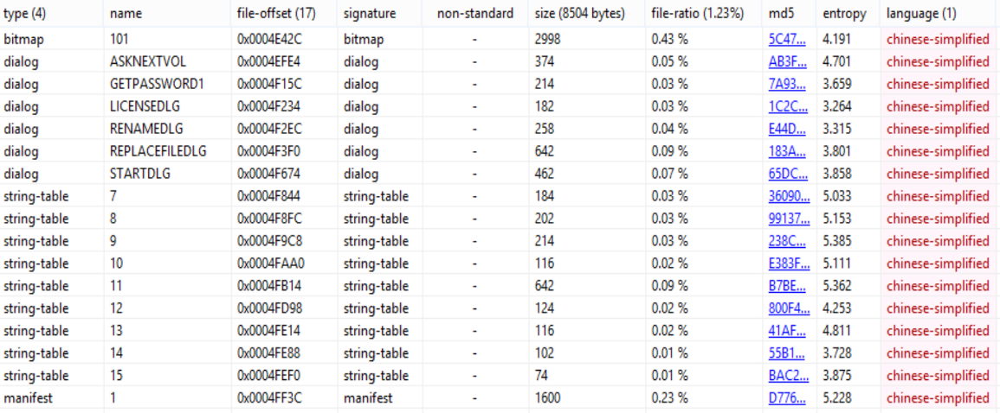 type (4) name file-offset (17) signature non-standard size (8504 bytes) file-ratio (1.23%) md5 entropy language (1)
bitmap 101 0x0004E42C bitmap - 2998 0.43 % 5C47... 4.191 chinese-simplified
dialog ASKNEXTVOL 0x0004EFE4 dialog - 374 0.05 % AB3F... 4.701 chinese-simplified
dialog GETPASSWORD1 0x0004F15C dialog - 214 0.03 % 7A93... 3.659 chinese-simplified
dialog LICENSEDLG 0x0004F234 dialog - 182 0.03 % 1C2C... 3.264 chinese-simplified
dialog RENAMEDLG 0x0004F2EC dialog - 258 0.04 % E44D... 3.315 chinese-simplified
dialog REPLACEFILEDLG 0x0004F3F0 dialog - 642 0.09 % 183A... 3.801 chinese-simplified
dialog STARTDLG 0x0004F674 dialog - 462 0.07 % 65DC... 3.858 chinese-simplified
string-table 7 0x0004F844 string-table - 184 0.03 % 36090... 5.033 chinese-simplified
string-table 8 0x0004F8FC string-table - 202 0.03 % 99137... 5.153 chinese-simplified
string-table 9 0x0004F9C8 string-table - 214 0.03 % 238C... 5.385 chinese-simplified
string-table 10 0x0004FAA0 string-table - 116 0.02 % E383F... 5.111 chinese-simplified
string-table 11 0x0004FB14 string-table - 642 0.09 % B7BE... 5.362 chinese-simplified
string-table 12 0x0004FD98 string-table - 124 0.02 % 800F4... 4.253 chinese-simplified
string-table 13 0x0004FE14 string-table - 116 0.02 % 41AF... 4.811 chinese-simplified
string-table 14 0x0004FE88 string-table - 102 0.01 % 55B1... 3.728 chinese-simplified
string-table 15 0x0004FEF0 string-table - 74 0.01 % BAC2... 3.875 chinese-simplified
manifest 1 0x0004FF3C manifest - 1600 0.23 % D776... 5.228 chinese-simplified